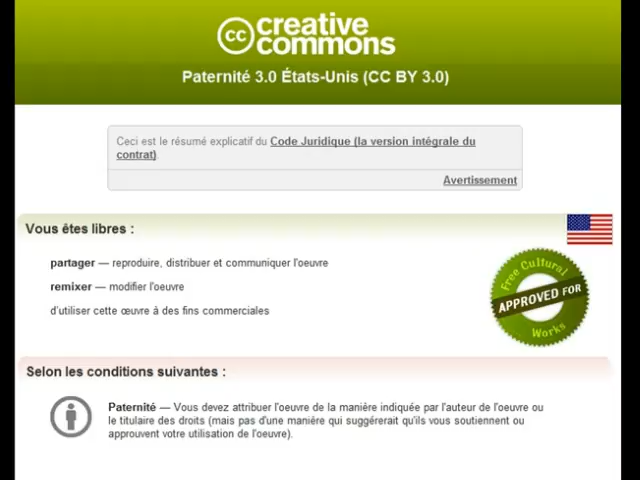 cc creative
commons
Paternité 3.0 États-Unis (CC BY 3.0)
Ceci est le résumé explicatif du Code Juridique (la version intégrale du
contrat).
Avertissement
Vous êtes libres :
partager — reproduire, distribuer et communiquer l'oeuvre
remixer — modifier l'oeuvre
d'utiliser cette œuvre à des fins commerciales
Free Cultural
APPROVED FOR
Works
Selon les conditions suivantes :
Paternité — Vous devez attribuer l'oeuvre de la manière indiquée par l'auteur de l'oeuvre ou
le titulaire des droits (mais pas d'une manière qui suggérerait qu'ils vous soutiennent ou
approuvent votre utilisation de l'oeuvre).